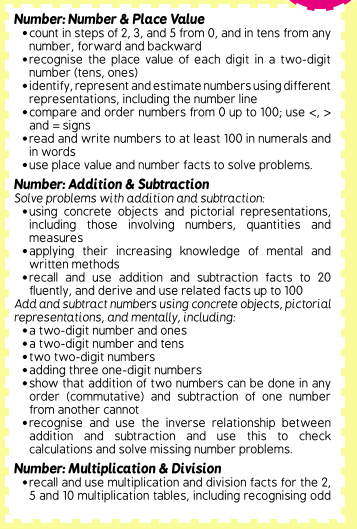 Number: Number & Place Value
•count in steps of 2, 3, and 5 from 0, and in tens from any
number, forward and backward
•recognise the place value of each digit in a two-digit
number (tens, ones)
•identify, represent and estimate numbers using different
representations, including the number line
•compare and order numbers from 0 up to 100; use <, >
and = signs
•read and write numbers to at least 100 in numerals and
in words
•use place value and number facts to solve problems.
Number: Addition & Subtraction
Solve problems with addition and subtraction:
•using concrete objects and pictorial representations,
including those involving numbers, quantities and
measures
•applying their increasing knowledge of mental and
written methods
•recall and use addition and subtraction facts to 20
fluently, and derive and use related facts up to 100
Add and subtract numbers using concrete objects, pictorial
representations, and mentally, including:
•a two-digit number and ones
•a two-digit number and tens
•two two-digit numbers
•adding three one-digit numbers
•show that addition of two numbers can be done in any
order (commutative) and subtraction of one number
from another cannot
•recognise and use the inverse relationship between
addition and subtraction and use this to check
calculations and solve missing number problems.
Number: Multiplication & Division
•recall and use multiplication and division facts for the 2,
5 and 10 multiplication tables, including recognising odd